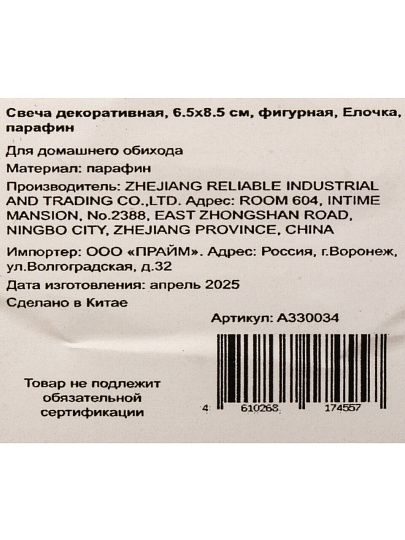 Свеча декоративная, 6.5х8.5 см, фигурная, Елочка,
парафин
Для домашнего обихода
Материал: парафин
Производитель: ZHEJIANG RELIABLE INDUSTRIAL
AND TRADING CO.,LTD. Адрес: ROOM 604, INTIME
MANSION, No.2388, EAST ZHONGSHAN ROAD,
NINGBO CITY, ZHEJIANG PROVINCE, CHINA
Импортер: ООО «ПРАЙМ». Адрес: Россия, г.Воронеж,
ул.Волгоградская, д.32
Дата изготовления: апрель 2025
Сделано в Китае
Артикул: А330034
Товар не подлежит
обязательной
сертификации
4 610268 174557